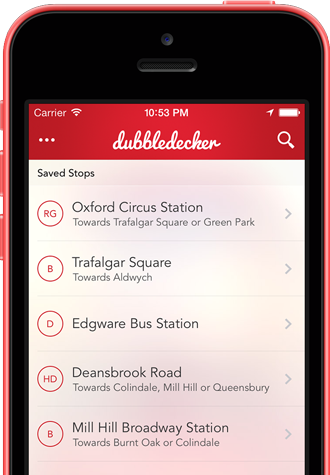 Carrier 10:53 PM
dubbledecker
Saved Stops
RG
Oxford Circus Station
Towards Trafalgar Square or Green Park
B
Trafalgar Square
Towards Aldwych
D
Edgware Bus Station
HD
Deansbrook Road
Towards Colindale, Mill Hill or Queensbury
B
Mill Hill Broadway Station
Towards Burnt Oak or Colindale